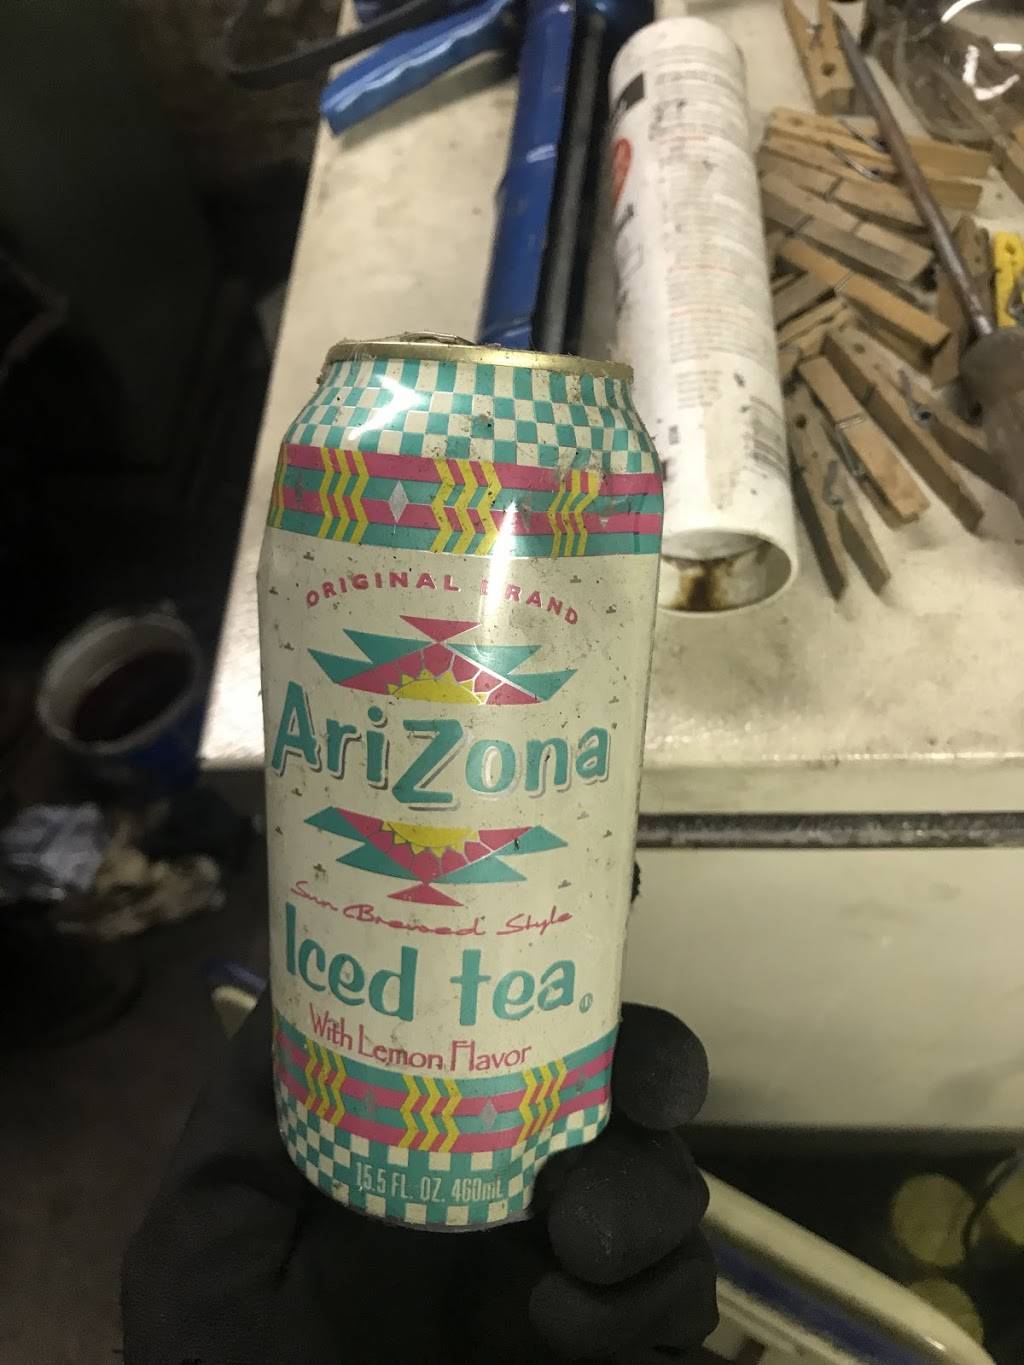 ORIGINAL BRAND
AriZona
Sun Brewed Style
Iced tea
With Lemon Flavor
15.5 FL. OZ. 460mL